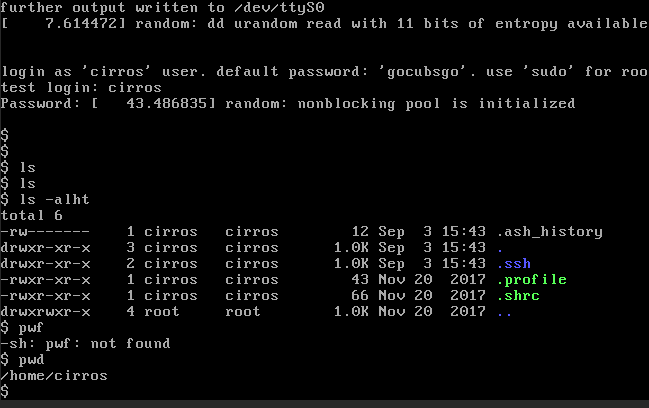 further output written to /dev/ttyS0
[    7.614472] random: dd urandom read with 11 bits of entropy available
login as 'cirros' user. default password: 'gocubsgo'. use 'sudo' for roo
test login: cirros
Password: [   43.486835] random: nonblocking pool is initialized
$
$
$ ls
$ ls
$ ls -alht
total 6
-rw-------    1 cirros   cirros        12 Sep  3 15:43 .ash_history
drwxr-xr-x    3 cirros   cirros      1.0K Sep  3 15:43 .
drwxr-xr-x    2 cirros   cirros      1.0K Sep  3 15:43 .ssh
-rwxr-xr-x    1 cirros   cirros        43 Nov 20  2017 .profile
-rwxr-xr-x    1 cirros   cirros        66 Nov 20  2017 .shrc
drwxrwxr-x    4 root     root        1.0K Nov 20  2017 ..
$ pwf
-sh: pwf: not found
$ pwd
/home/cirros
$